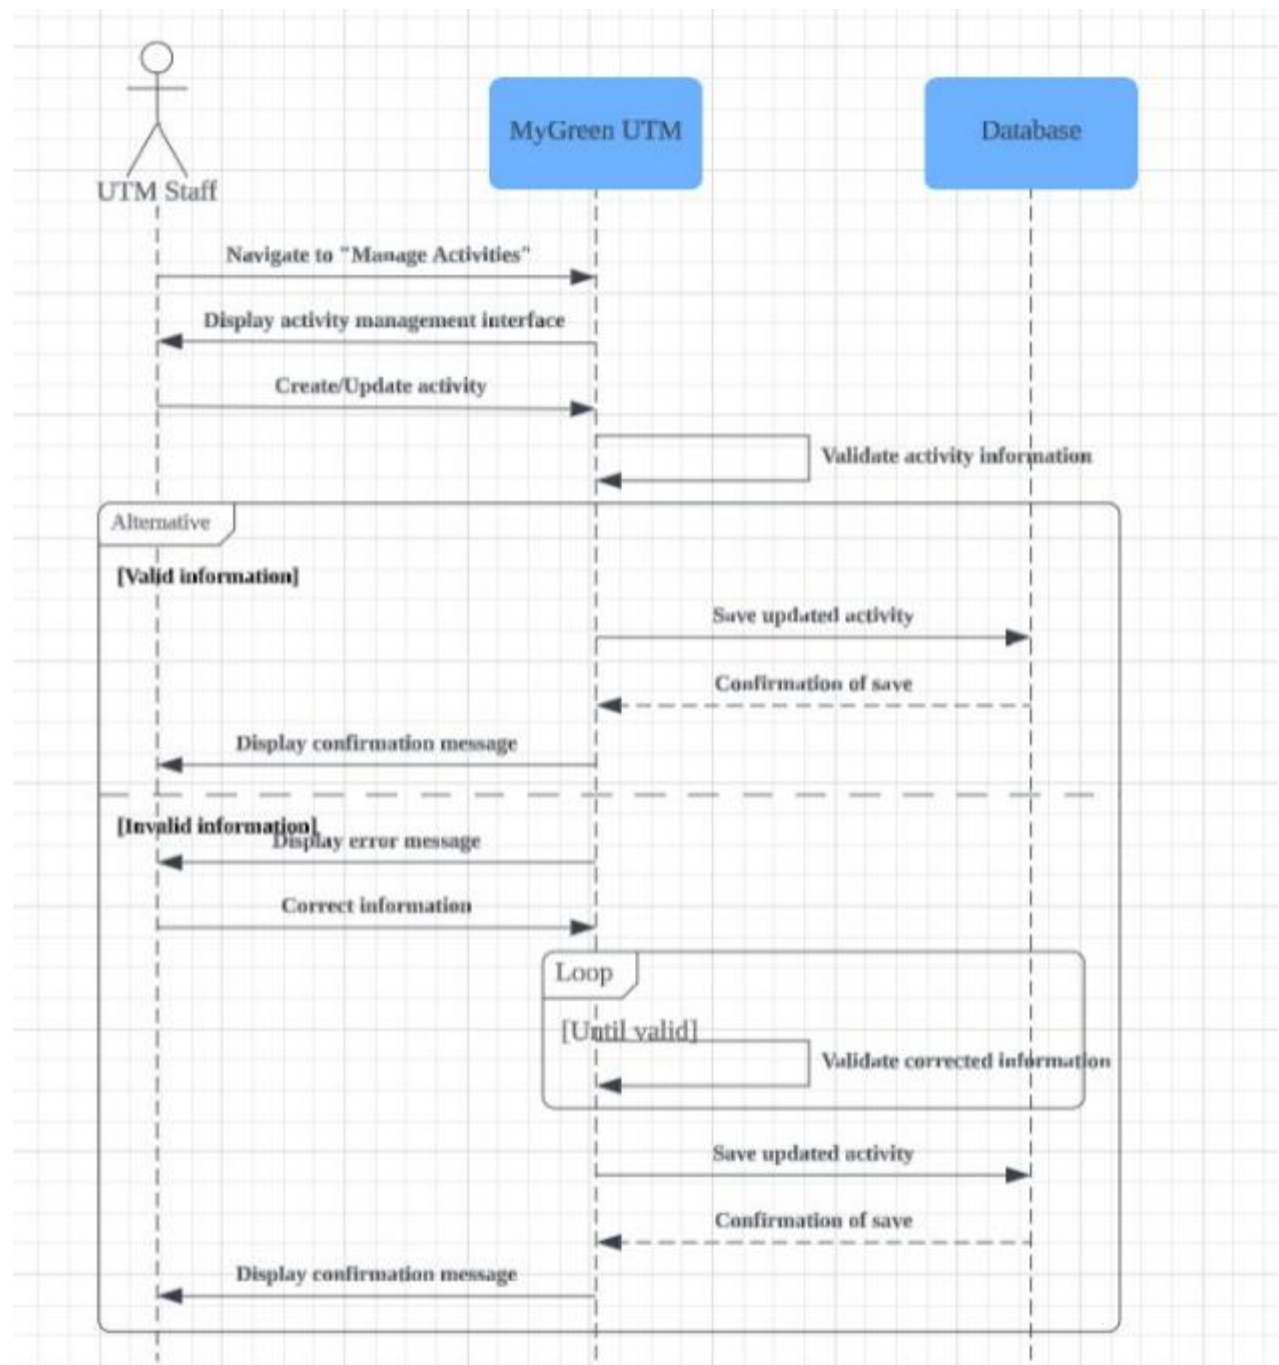 MyGreen UTM
Database
UTM Staff
Navigate to "Manage Activities"
Display activity management interface
Create/Update activity
Validate activity information
Alternative
[Valid information]
Save updated activity
Confirmation of save
Display confirmation message
[Invalid information]
Display error message
Correct information
Loop
[Until valid]
Validate corrected information
Save updated activity
Confirmation of save
Display confirmation message